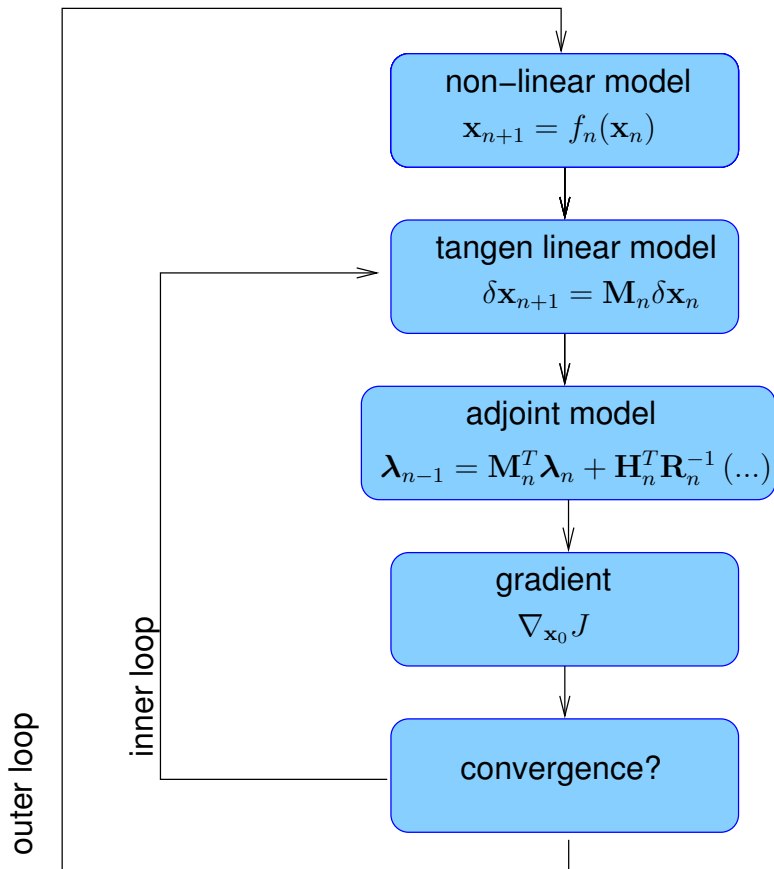 non−linear model
𝐱ₙ₊₁ = fₙ(𝐱ₙ)
tangen linear model
δ𝐱ₙ₊₁ = 𝐌ₙδ𝐱ₙ
adjoint model
𝛌ₙ₋₁ = 𝐌ₙᵀ𝛌ₙ + 𝐇ₙᵀ𝐑ₙ⁻¹ (...)
gradient
∇_{𝐱₀} J
convergence?
inner loop
outer loop